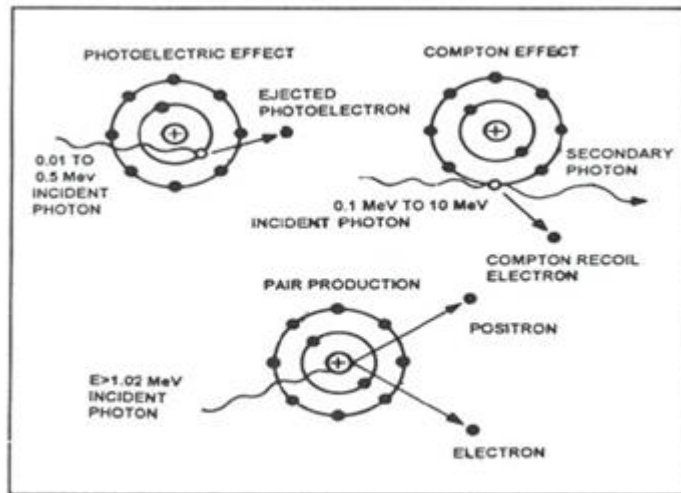 PHOTOELECTRIC EFFECT
EJECTED
PHOTOELECTRON
+
0.01 TO
0.5 MeV
INCIDENT
PHOTON
COMPTON EFFECT
+
SECONDARY
PHOTON
0.1 MeV TO 10 MeV
INCIDENT PHOTON
COMPTON RECOIL
ELECTRON
PAIR PRODUCTION
POSITRON
+
E>1.02 MeV
INCIDENT
PHOTON
ELECTRON